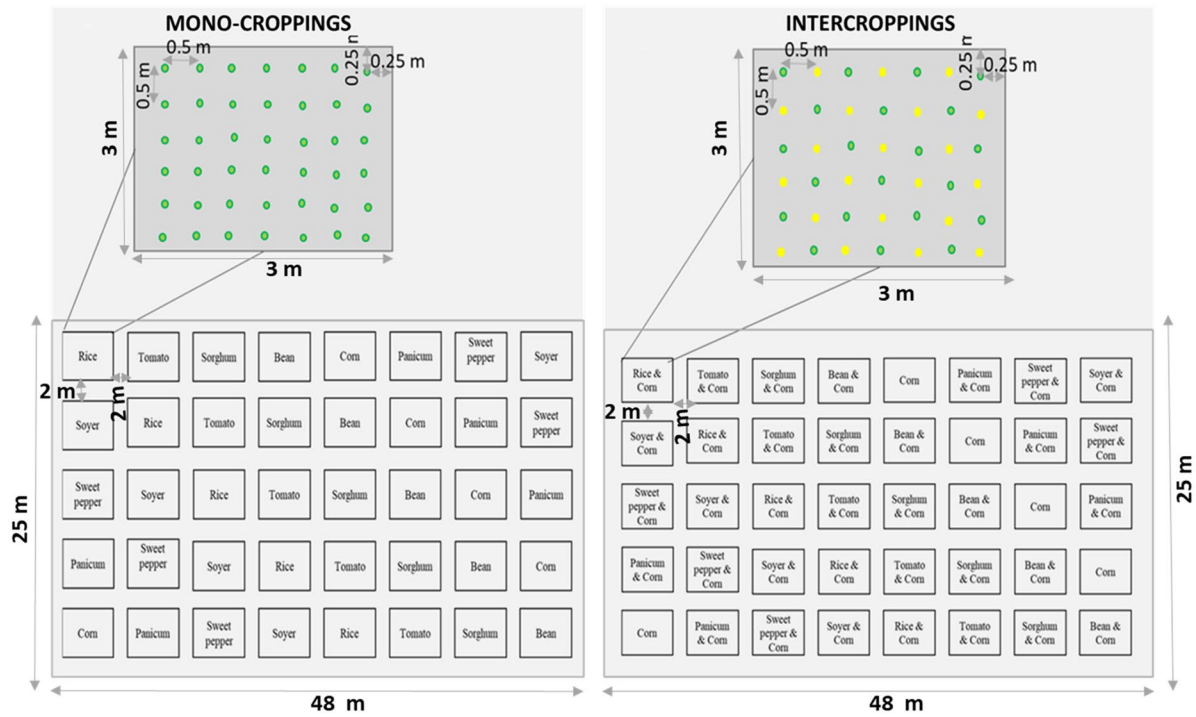 MONO-CROPPINGS
0.5 m
0.25 m
0.25 m
0.5 m
3 m
3 m
Rice
Tomato
Sorghum
Bean
Corn
Panicum
Sweet
pepper
Soyer
2 m
2 m
Soyer
Rice
Tomato
Sorghum
Bean
Corn
Panicum
Sweet
pepper
Sweet
pepper
Soyer
Rice
Tomato
Sorghum
Bean
Corn
Panicum
Panicum
Sweet
pepper
Soyer
Rice
Tomato
Sorghum
Bean
Corn
Corn
Panicum
Sweet
pepper
Soyer
Rice
Tomato
Sorghum
Bean
25 m
48 m
INTERCROPPINGS
0.5 m
0.25 m
0.25 m
0.5 m
3 m
3 m
Rice &
Corn
Tomato
& Corn
Sorghum
& Corn
Bean &
Corn
Corn
Panicum
& Corn
Sweet
pepper &
Corn
Soyer &
Corn
2 m
2 m
Soyer &
Corn
Rice &
Corn
Tomato
& Corn
Sorghum
& Corn
Bean &
Corn
Corn
Panicum
& Corn
Sweet
pepper &
Corn
Sweet
pepper &
Corn
Soyer &
Corn
Rice &
Corn
Tomato
& Corn
Sorghum
& Corn
Bean &
Corn
Corn
Panicum
& Corn
Panicum
& Corn
Sweet
pepper &
Corn
Soyer &
Corn
Rice &
Corn
Tomato
& Corn
Sorghum
& Corn
Bean &
Corn
Corn
Corn
Panicum
& Corn
Sweet
pepper &
Corn
Soyer &
Corn
Rice &
Corn
Tomato
& Corn
Sorghum
& Corn
Bean &
Corn
25 m
48 m